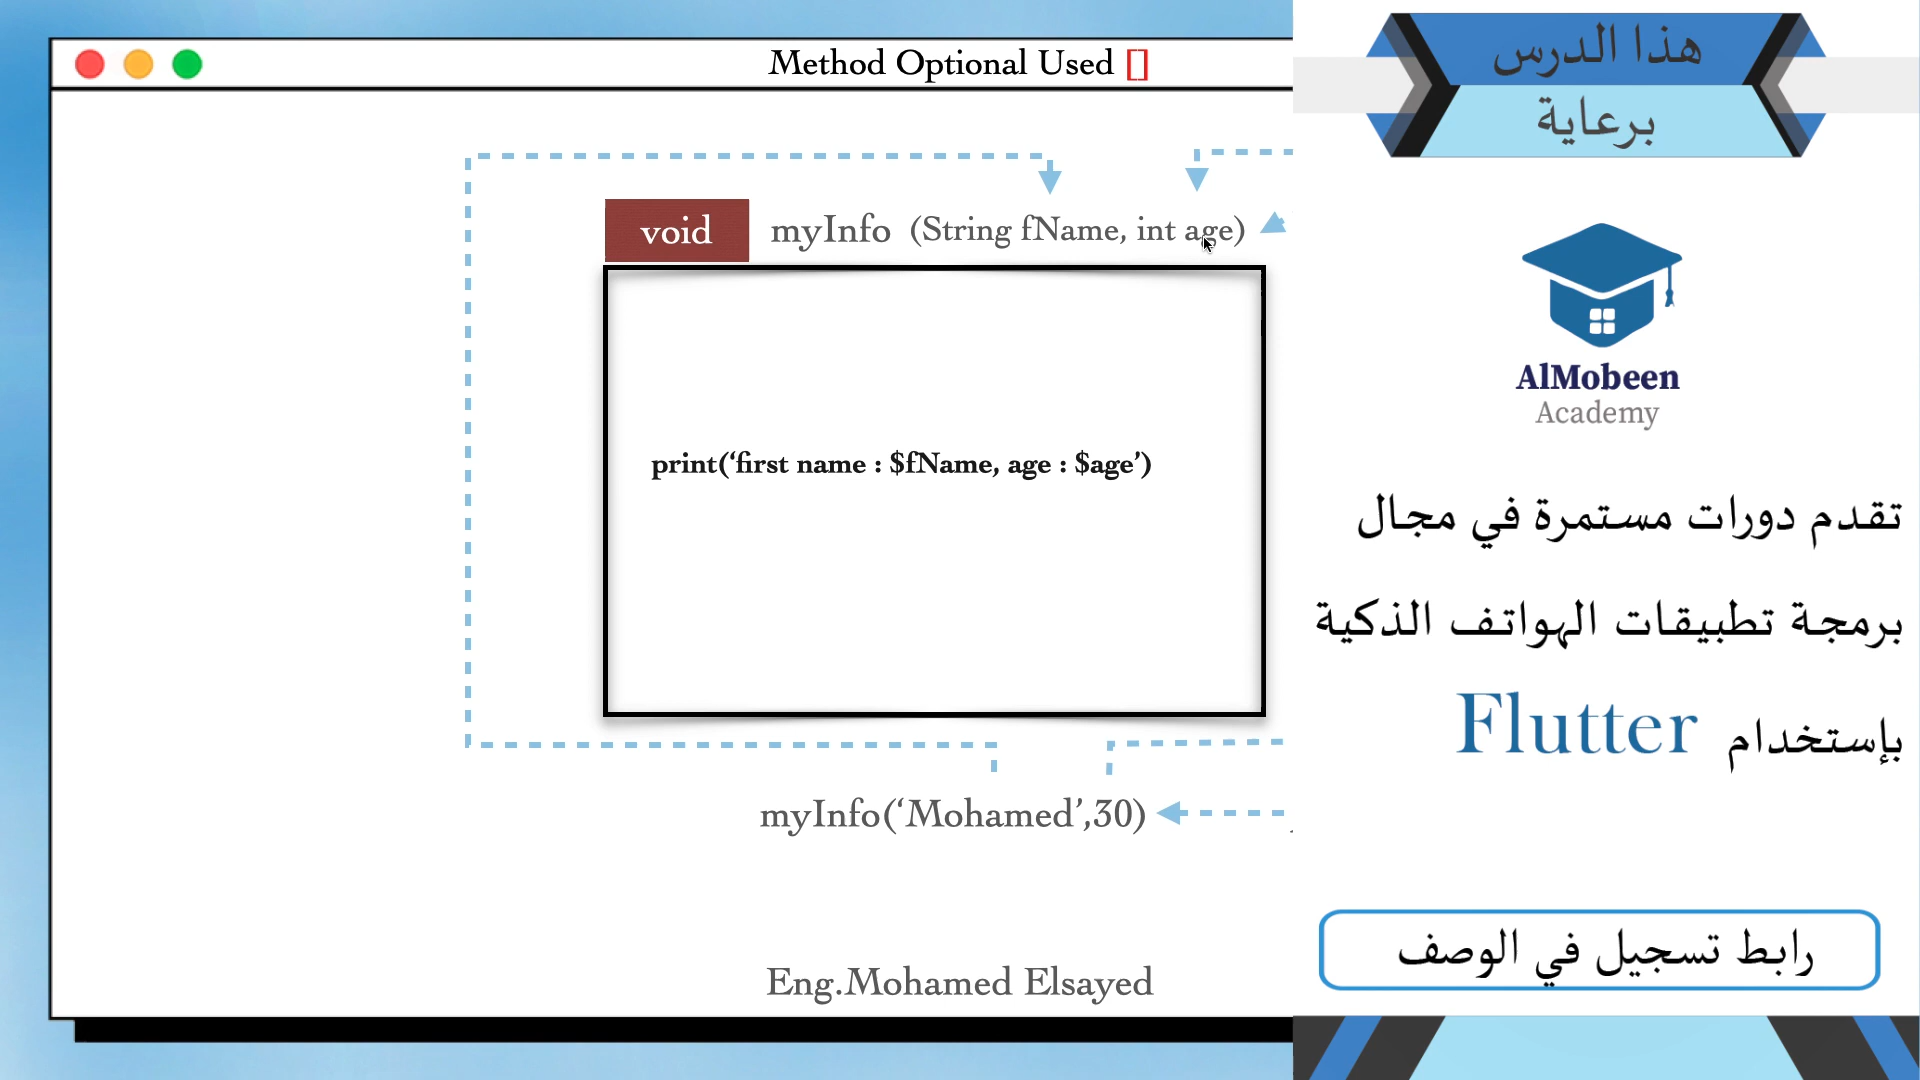 Method Optional Used []
void myInfo (String fName, int age)
print(‘first name : $fName, age : $age’)
myInfo(‘Mohamed’,30)
Eng.Mohamed Elsayed
هذا الدرس
برعاية
AlMobeen
Academy
تقدم دورات مستمرة في مجال
برمجة تطبيقات الهواتف الذكية
بإستخدام Flutter
رابط تسجيل في الوصف